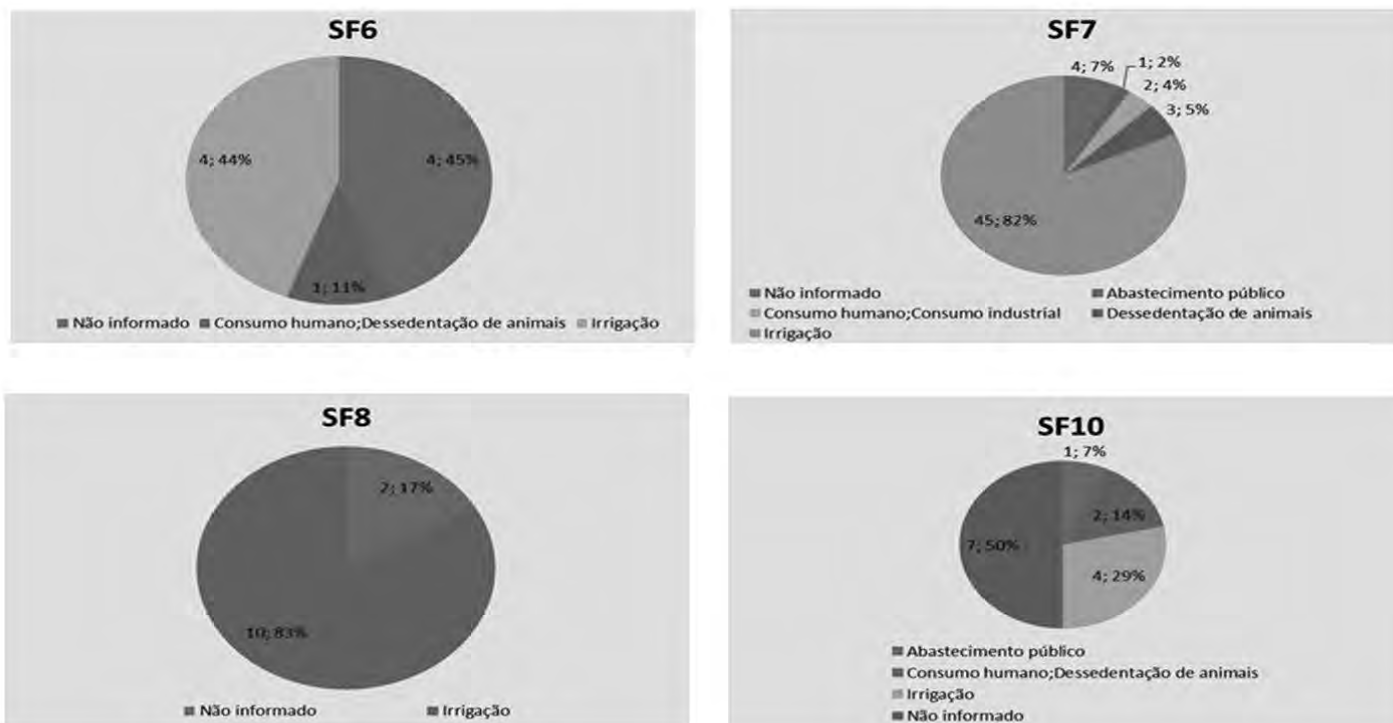 SF6
4; 44%
4; 45%
1; 11%
Não informado
Consumo humano;Dessedentação de animais
Irrigação
SF7
4; 7%
1; 2%
2; 4%
3; 5%
45; 82%
Não informado
Abastecimento público
Consumo humano;Consumo industrial
Dessedentação de animais
Irrigação
SF8
2; 17%
10; 83%
Não informado
Irrigação
SF10
1; 7%
2; 14%
7; 50%
4; 29%
Abastecimento público
Consumo humano;Dessedentação de animais
Irrigação
Não informado